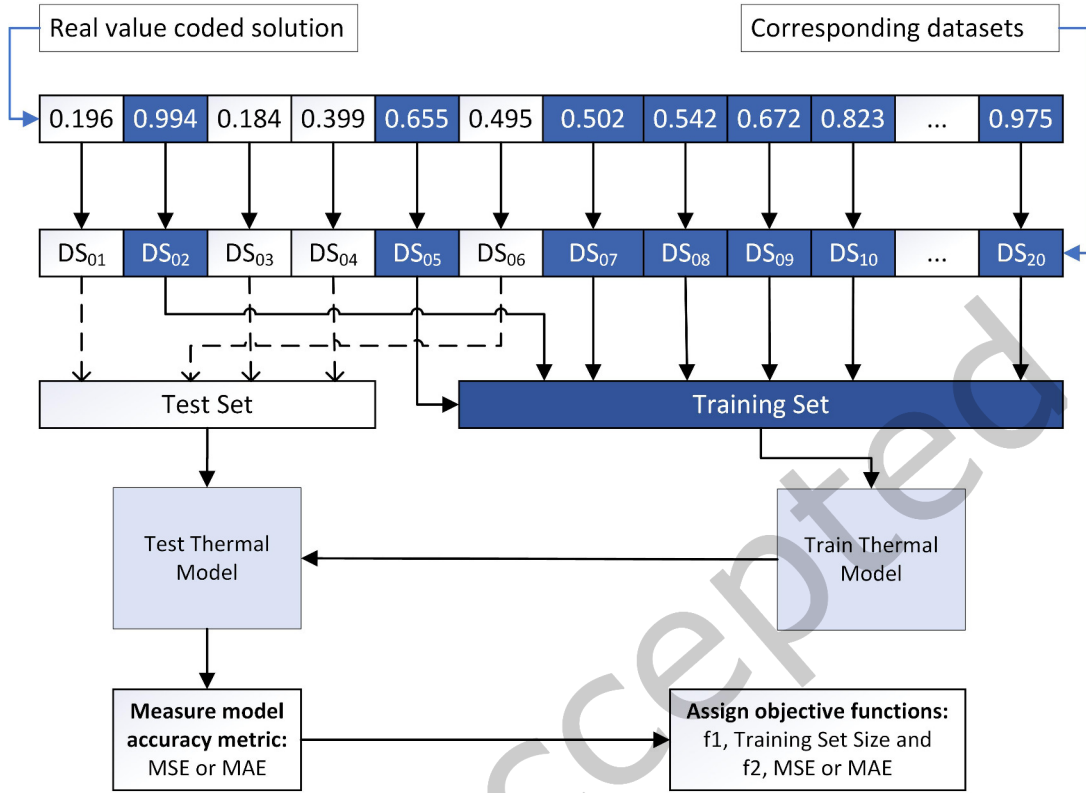 Real value coded solution
Corresponding datasets
0.196 0.994 0.184 0.399 0.655 0.495 0.502 0.542 0.672 0.823 ... 0.975
DS01 DS02 DS03 DS04 DS05 DS06 DS07 DS08 DS09 DS10 ... DS20
Test Set
Training Set
Test Thermal
Model
Train Thermal
Model
Measure model
accuracy metric:
MSE or MAE
Assign objective functions:
f1, Training Set Size and
f2, MSE or MAE
ccepted